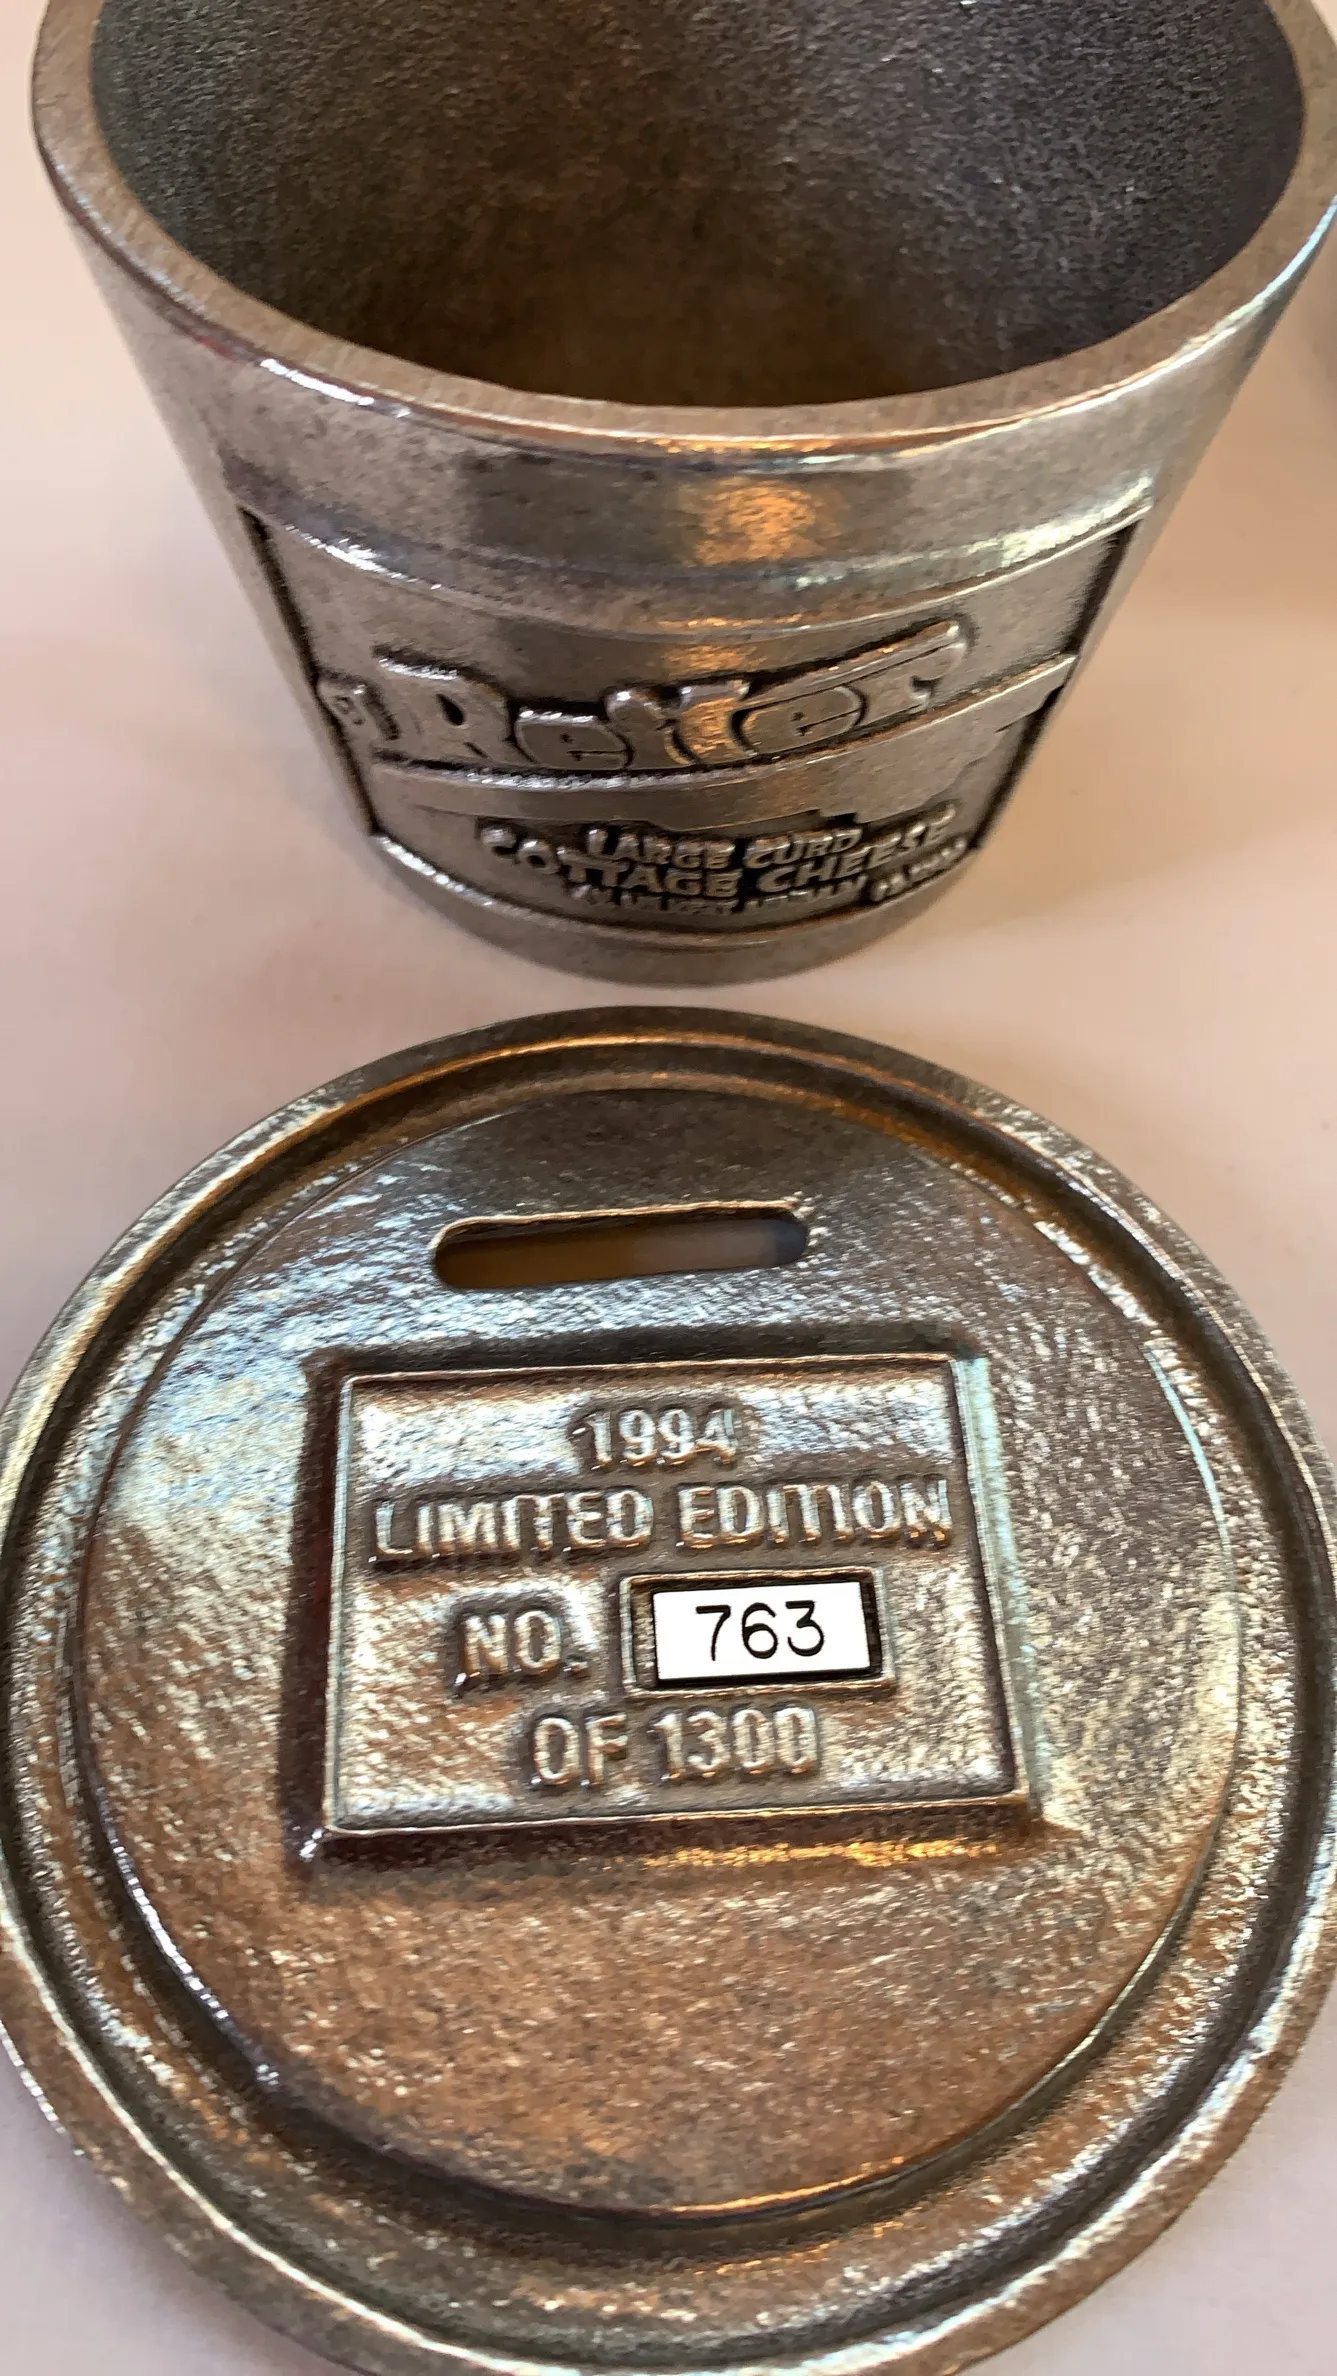 Reiter
LARGE CURD
COTTAGE CHEESE
1994
LIMITED EDITION
NO. 763
OF 1300